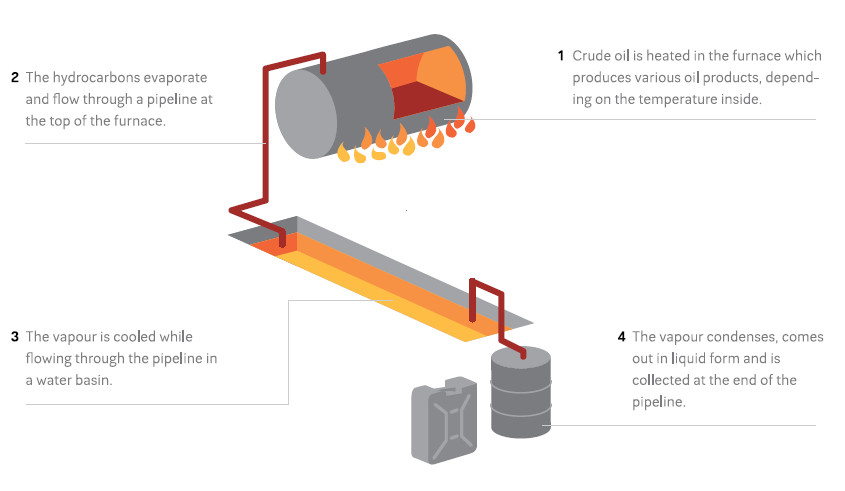 1 Crude oil is heated in the furnace which
produces various oil products, depend-
ing on the temperature inside.
2 The hydrocarbons evaporate
and flow through a pipeline at
the top of the furnace.
3 The vapour is cooled while
flowing through the pipeline in
a water basin.
4 The vapour condenses, comes
out in liquid form and is
collected at the end of the
pipeline.